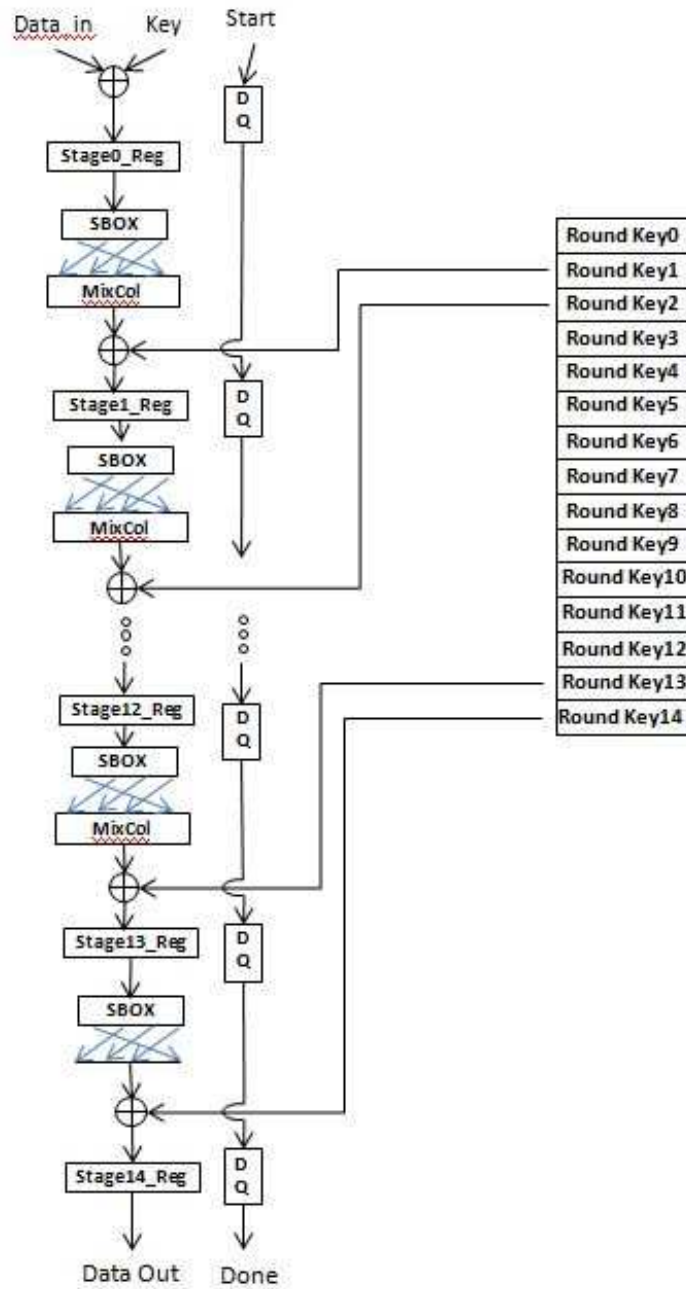 Data_in Key Start
D
Q
Stage0_Reg
SBOX
MixCol
Stage1_Reg
D
Q
SBOX
MixCol
Stage12_Reg
D
Q
SBOX
MixCol
Stage13_Reg
D
Q
SBOX
Stage14_Reg
D
Q
Data Out Done
Round Key0
Round Key1
Round Key2
Round Key3
Round Key4
Round Key5
Round Key6
Round Key7
Round Key8
Round Key9
Round Key10
Round Key11
Round Key12
Round Key13
Round Key14